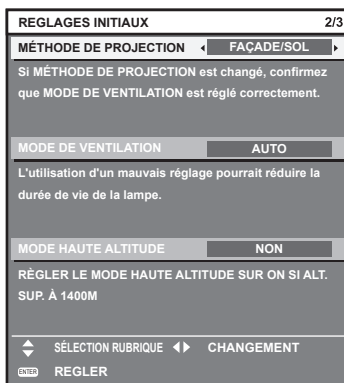 REGLAGES INITIAUX 2/3
MÉTHODE DE PROJECTION FAÇADE/SOL
Si MÉTHODE DE PROJECTION est changé, confirmez
que MODE DE VENTILATION est réglé correctement.
MODE DE VENTILATION AUTO
L'utilisation d'un mauvais réglage pourrait réduire la
durée de vie de la lampe.
MODE HAUTE ALTITUDE NON
RÈGLER LE MODE HAUTE ALTITUDE SUR ON SI ALT.
SUP. À 1400M
SÉLECTION RUBRIQUE CHANGEMENT
ENTER REGLER